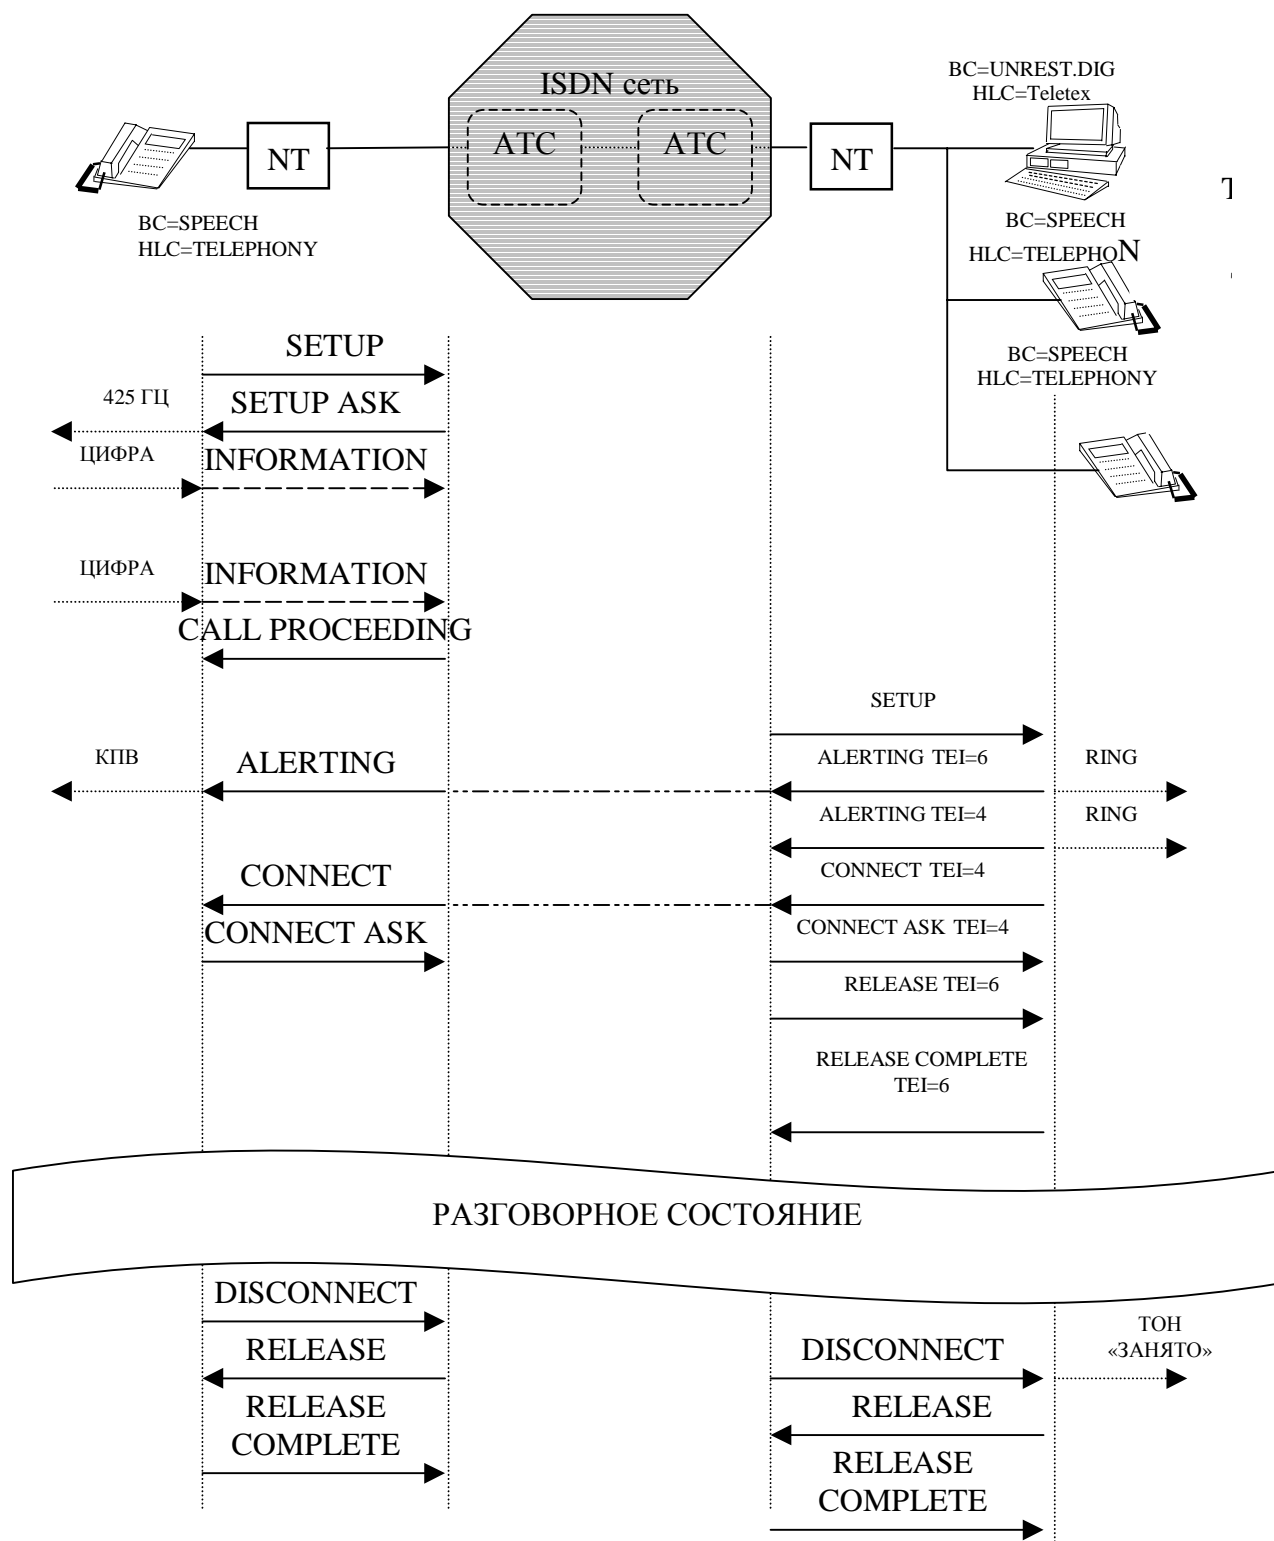 ISDN сеть
АТС
АТС
NT
NT
BC=UNREST.DIG
HLC=Teletex
BC=SPEECH
HLC=TELEPHONY
BC=SPEECH
HLC=TELEPHON
BC=SPEECH
HLC=TELEPHONY
SETUP
425 ГЦ
SETUP ASK
ЦИФРА
INFORMATION
ЦИФРА
INFORMATION
CALL PROCEEDING
SETUP
КПВ
ALERTING
ALERTING TEI=6
RING
ALERTING TEI=4
RING
CONNECT
CONNECT TEI=4
CONNECT ASK
CONNECT ASK TEI=4
RELEASE TEI=6
RELEASE COMPLETE
TEI=6
РАЗГОВОРНОЕ СОСТОЯНИЕ
DISCONNECT
RELEASE
DISCONNECT
ТОН
«ЗАНЯТО»
RELEASE
COMPLETE
RELEASE
RELEASE
COMPLETE